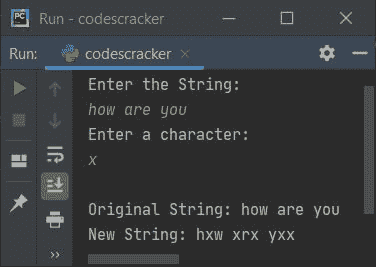 PC
Run - codescracker
Run: codescracker
Enter the String:
how are you
Enter a character:
x
Original String: how are you
New String: hxw xrx yxx